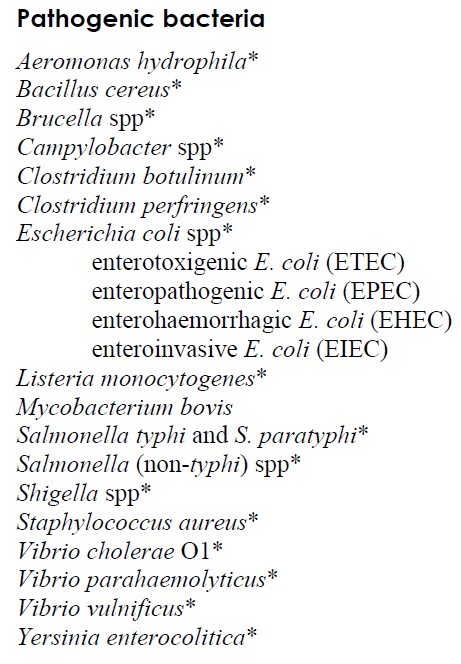 Pathogenic bacteria
Aeromonas hydrophila*
Bacillus cereus*
Brucella spp*
Campylobacter spp*
Clostridium botulinum*
Clostridium perfringens*
Escherichia coli spp*
enterotoxigenic E. coli (ETEC)
enteropathogenic E. coli (EPEC)
enterohaemorrhagic E. coli (EHEC)
enteroinvasive E. coli (EIEC)
Listeria monocytogenes*
Mycobacterium bovis
Salmonella typhi and S. paratyphi*
Salmonella (non-typhi) spp*
Shigella spp*
Staphylococcus aureus*
Vibrio cholerae O1*
Vibrio parahaemolyticus*
Vibrio vulnificus*
Yersinia enterocolitica*